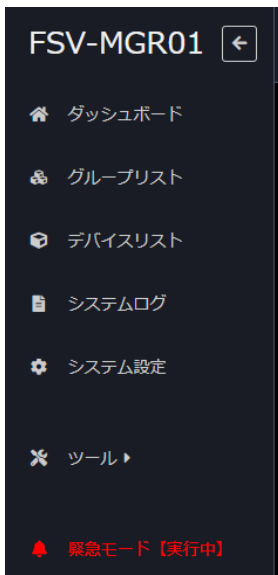 FSV-MGR01
ダッシュボード
グループリスト
デバイスリスト
システムログ
システム設定
ツール
緊急モード【実行中】